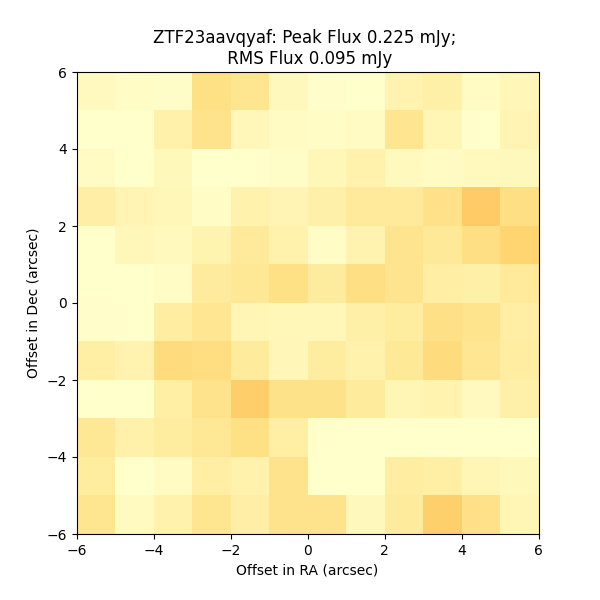 ZTF23aavqyaf: Peak Flux 0.225 mJy;
RMS Flux 0.095 mJy
6
4
2
0
−2
−4
−6
Offset in Dec (arcsec)
−6 −4 −2 0 2 4 6
Offset in RA (arcsec)